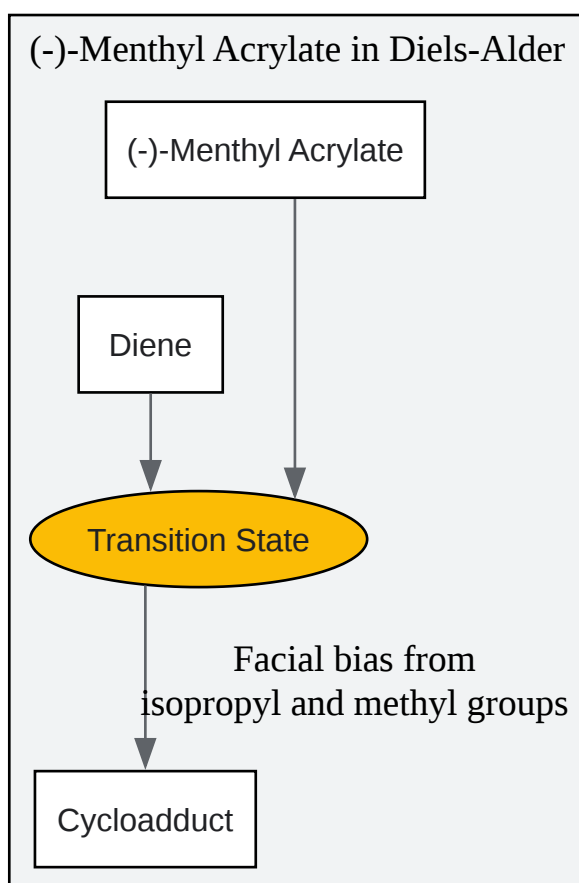 (-)-Menthyl Acrylate in Diels-Alder
(-)-Menthyl Acrylate
Diene
Transition State
Facial bias from
isopropyl and methyl groups
Cycloadduct